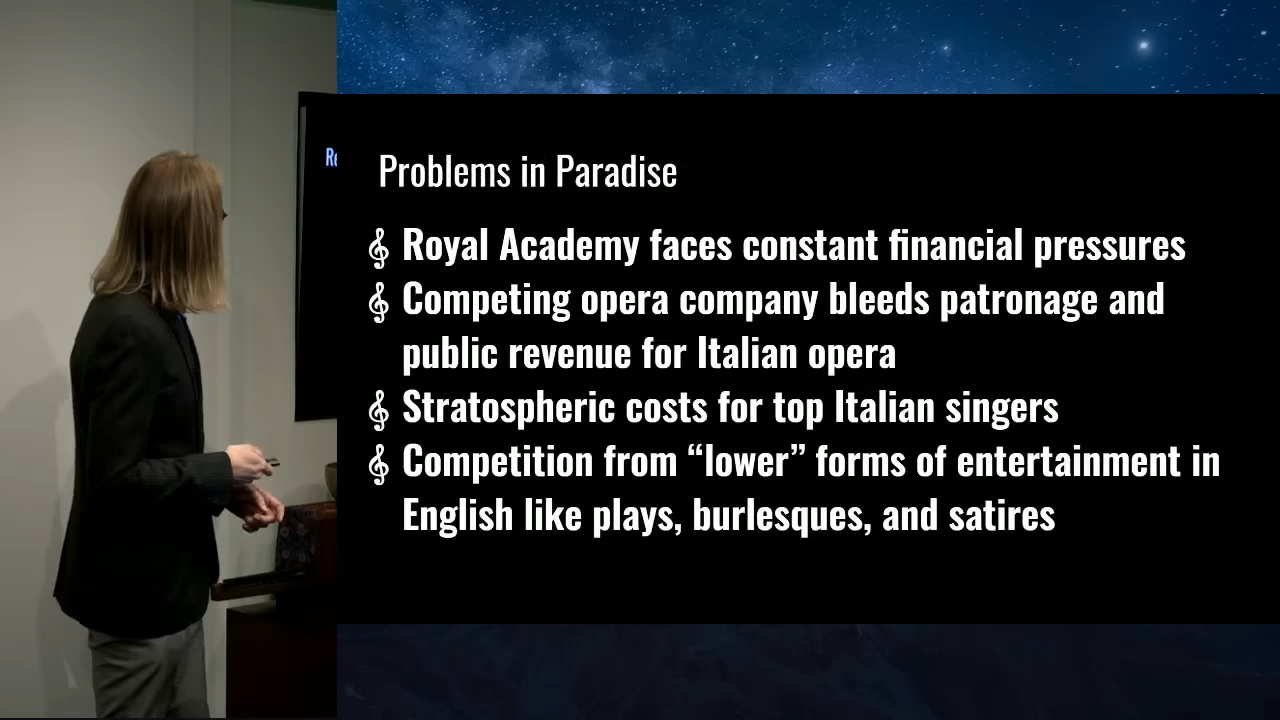 Re
Problems in Paradise
Royal Academy faces constant financial pressures
Competing opera company bleeds patronage and
public revenue for Italian opera
Stratospheric costs for top Italian singers
Competition from “lower” forms of entertainment in
English like plays, burlesques, and satires